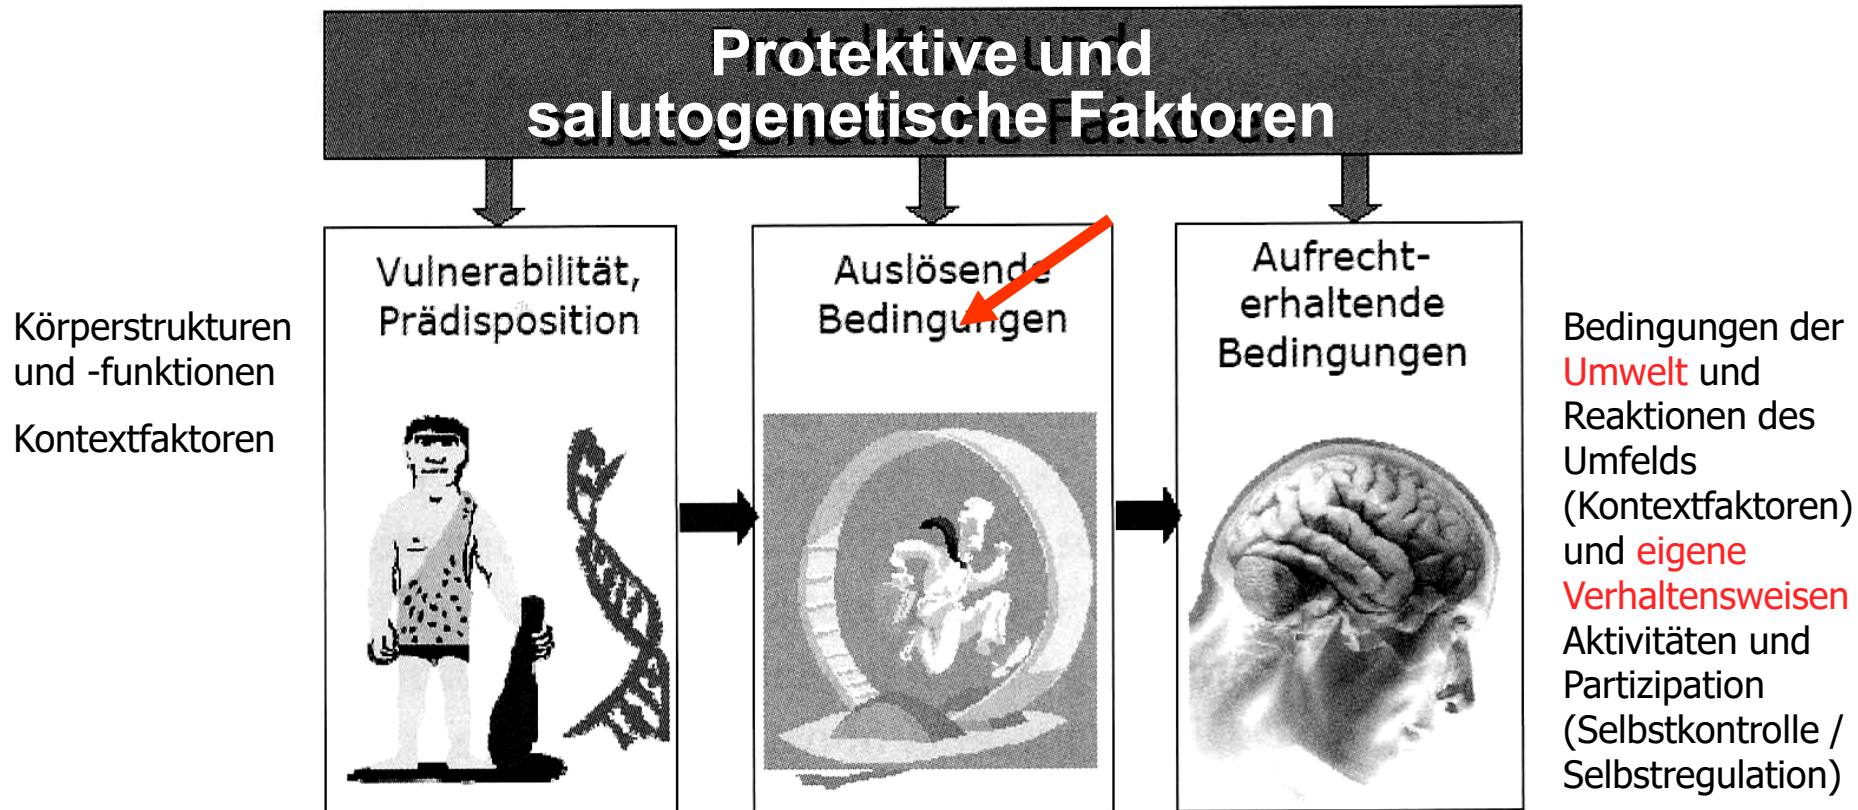 Protektive und
salutogenetische Faktoren
Körperstrukturen
und -funktionen
Kontextfaktoren
Vulnerabilität,
Prädisposition
Auslösende
Bedingungen
Aufrecht-
erhaltende
Bedingungen
Bedingungen der
Umwelt und
Reaktionen des
Umfelds
(Kontextfaktoren)
und eigene
Verhaltensweisen
Aktivitäten und
Partizipation
(Selbstkontrolle /
Selbstregulation)